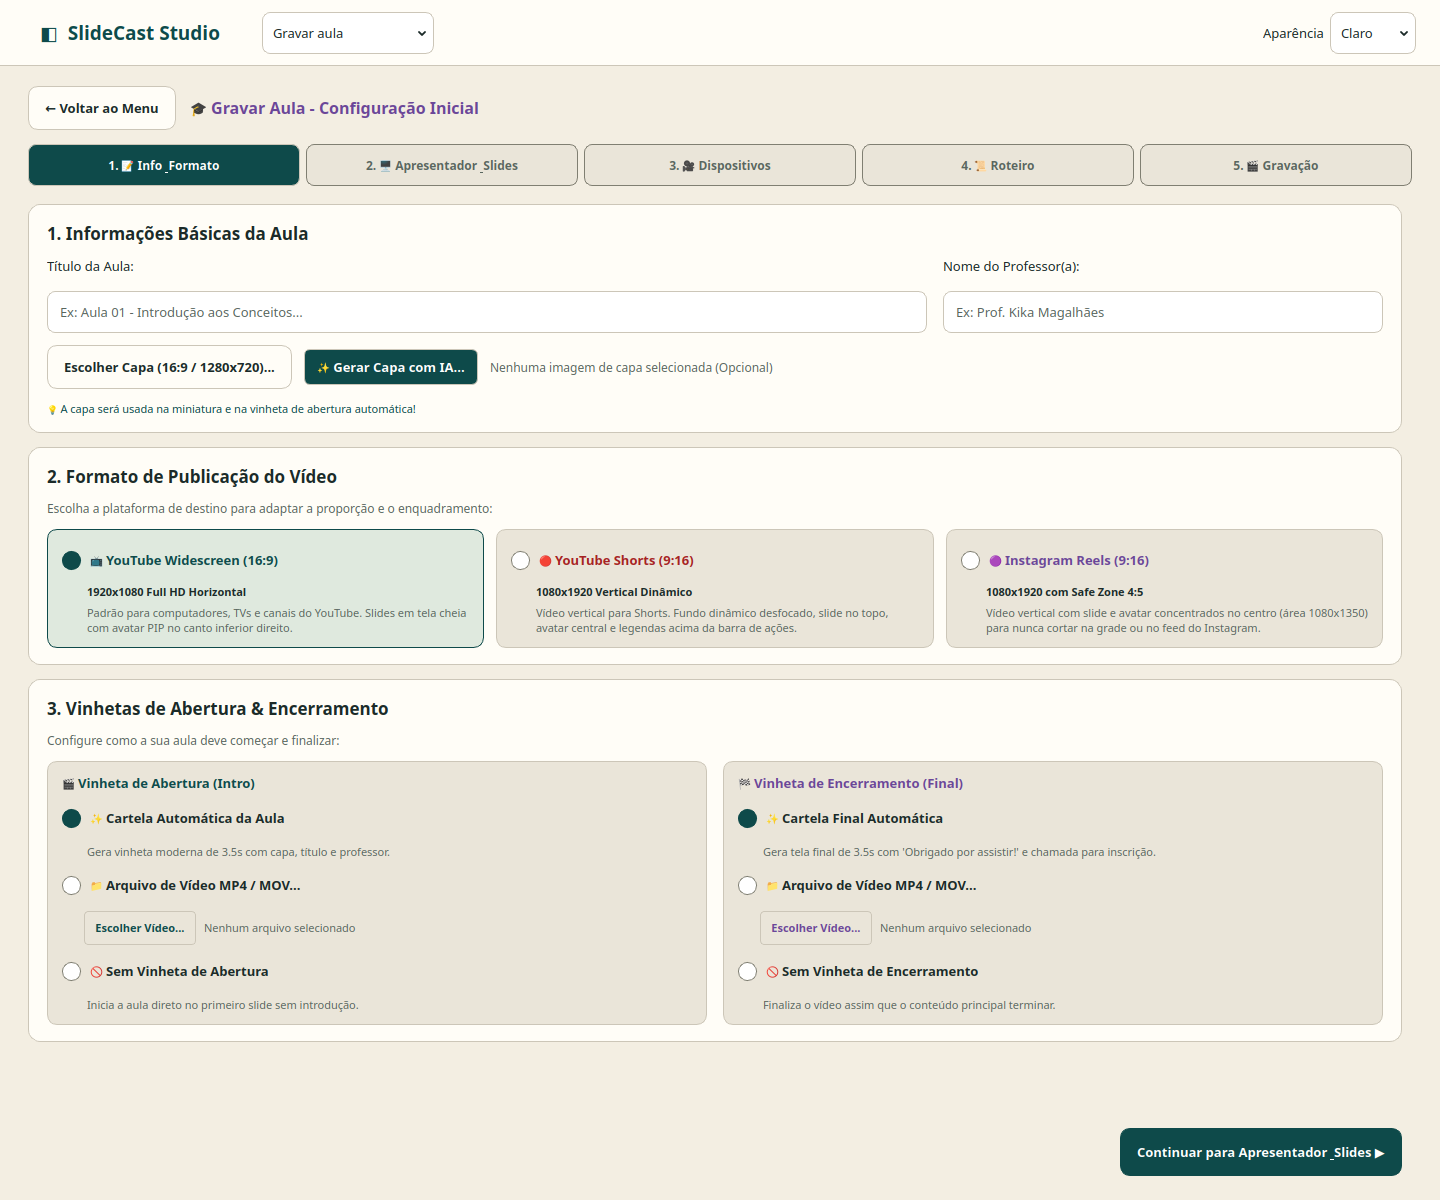 SlideCast Studio
Gravar aula
Aparência
Claro
← Voltar ao Menu
🎓 Gravar Aula - Configuração Inicial
1. 📝 Info _Formato
2. 🖥️ Apresentador _Slides
3. 🎥 Dispositivos
4. 📜 Roteiro
5. 🎬 Gravação
1. Informações Básicas da Aula
Título da Aula:
Nome do Professor(a):
Ex: Aula 01 - Introdução aos Conceitos...
Ex: Prof. Kika Magalhães
Escolher Capa (16:9 / 1280x720)...
✨ Gerar Capa com IA...
Nenhuma imagem de capa selecionada (Opcional)
💡 A capa será usada na miniatura e na vinheta de abertura automática!
2. Formato de Publicação do Vídeo
Escolha a plataforma de destino para adaptar a proporção e o enquadramento:
📺 YouTube Widescreen (16:9)
1920x1080 Full HD Horizontal
Padrão para computadores, TVs e canais do YouTube. Slides em tela cheia
com avatar PIP no canto inferior direito.
🔴 YouTube Shorts (9:16)
1080x1920 Vertical Dinâmico
Vídeo vertical para Shorts. Fundo dinâmico desfocado, slide no topo,
avatar central e legendas acima da barra de ações.
🟣 Instagram Reels (9:16)
1080x1920 com Safe Zone 4:5
Vídeo vertical com slide e avatar concentrados no centro (área 1080x1350)
para nunca cortar na grade ou no feed do Instagram.
3. Vinhetas de Abertura & Encerramento
Configure como a sua aula deve começar e finalizar:
🎬 Vinheta de Abertura (Intro)
✨ Cartela Automática da Aula
Gera vinheta moderna de 3.5s com capa, título e professor.
📁 Arquivo de Vídeo MP4 / MOV...
Escolher Vídeo...
Nenhum arquivo selecionado
🚫 Sem Vinheta de Abertura
Inicia a aula direto no primeiro slide sem introdução.
🏁 Vinheta de Encerramento (Final)
✨ Cartela Final Automática
Gera tela final de 3.5s com 'Obrigado por assistir!' e chamada para inscrição.
📁 Arquivo de Vídeo MP4 / MOV...
Escolher Vídeo...
Nenhum arquivo selecionado
🚫 Sem Vinheta de Encerramento
Finaliza o vídeo assim que o conteúdo principal terminar.
Continuar para Apresentador _Slides ▶